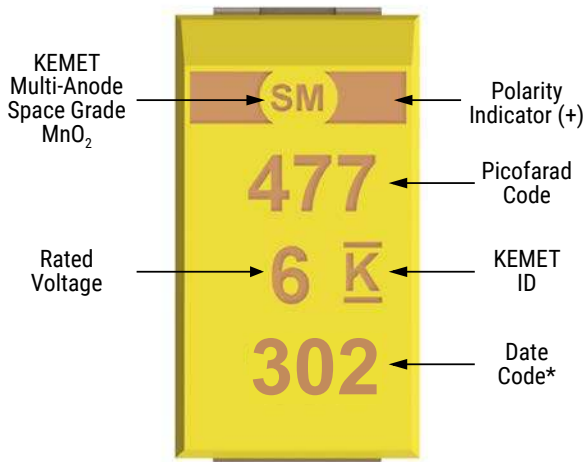 KEMET
Multi-Anode
Space Grade
MnO₂
SM
Polarity
Indicator (+)
477
Picofarad
Code
Rated
Voltage
6 K
KEMET
ID
302
Date
Code*